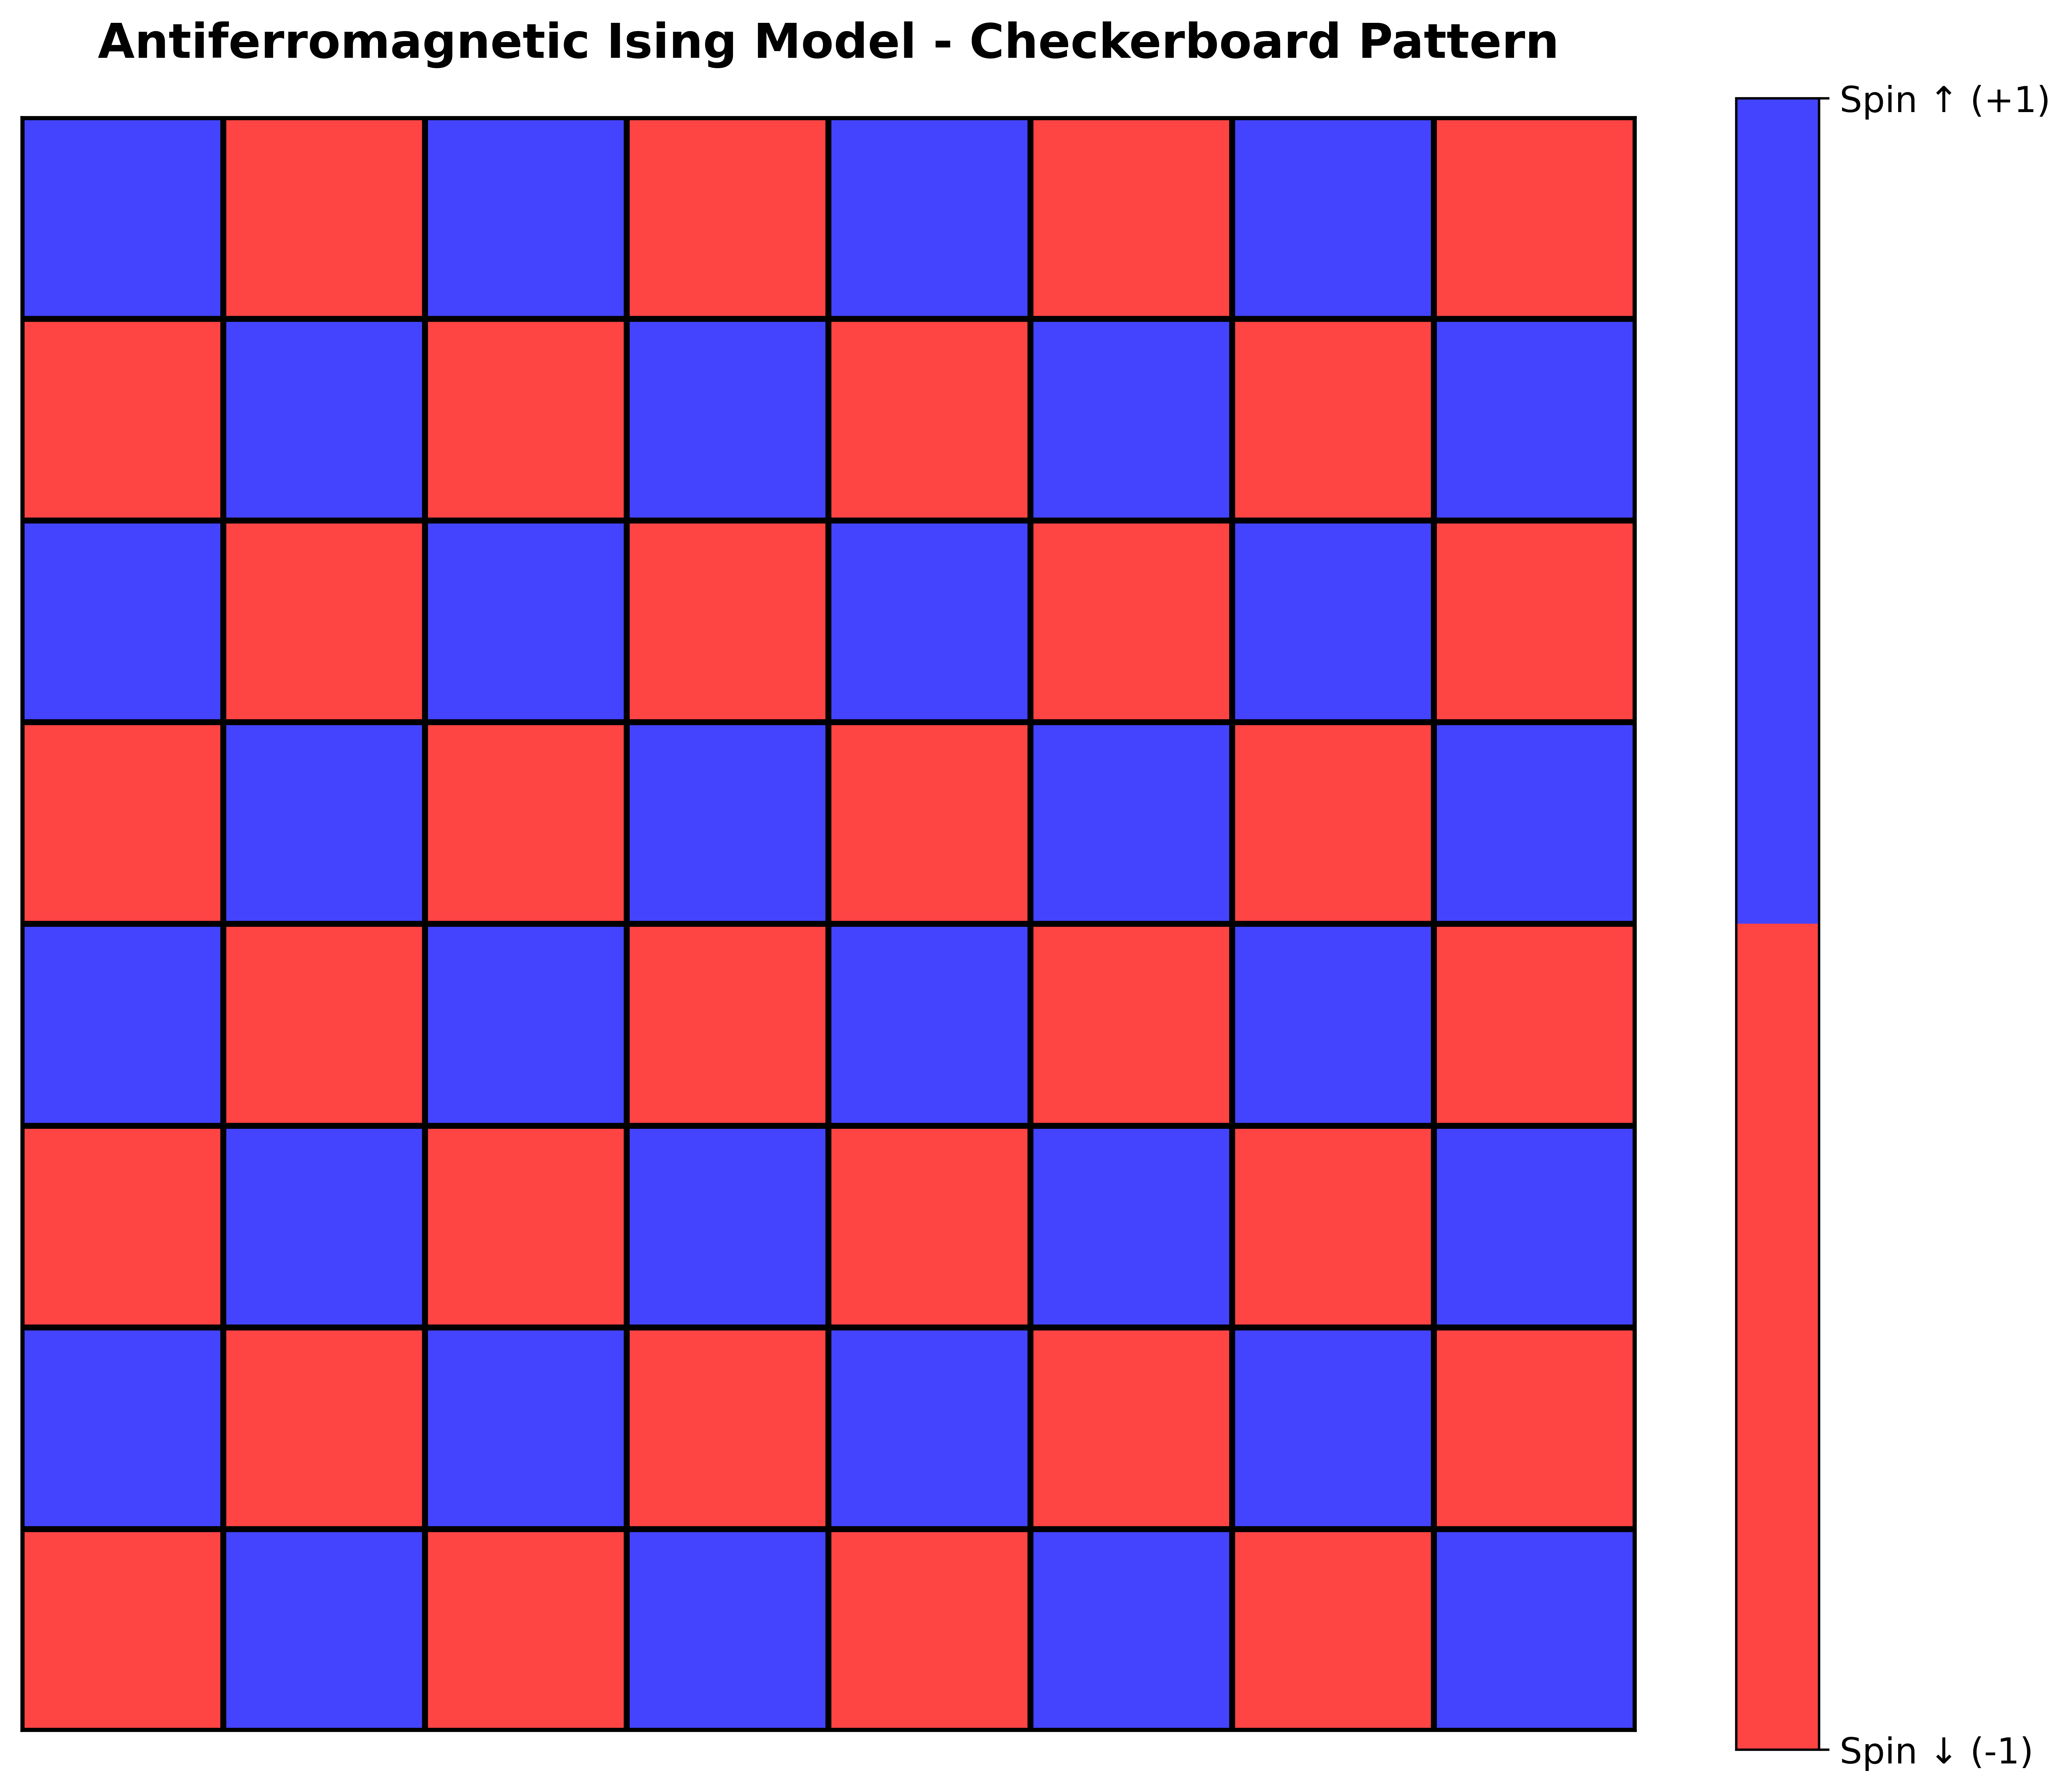 Antiferromagnetic Ising Model - Checkerboard Pattern
Spin ↑ (+1)
Spin ↓ (-1)